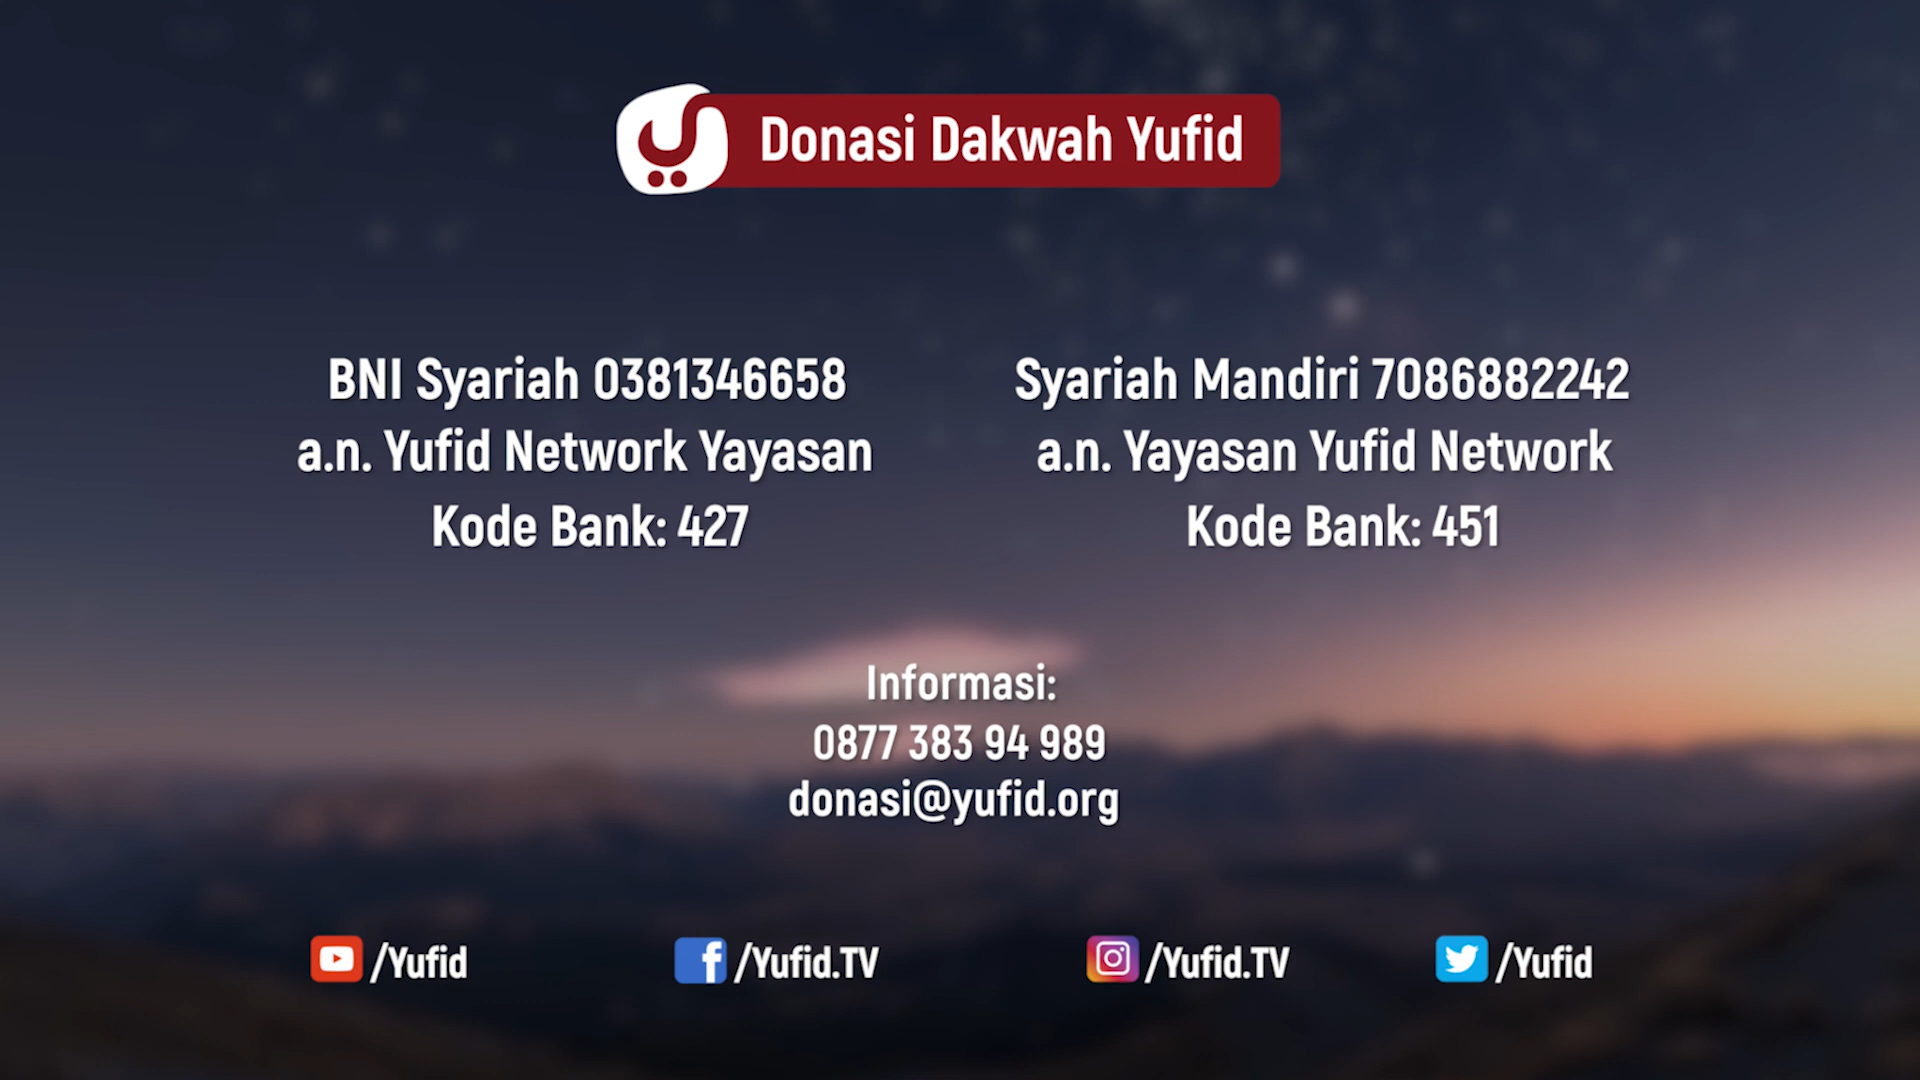 Donasi Dakwah Yufid
BNI Syariah 0381346658
a.n. Yufid Network Yayasan
Kode Bank: 427
Syariah Mandiri 7086882242
a.n. Yayasan Yufid Network
Kode Bank: 451
Informasi:
0877 383 94 989
donasi@yufid.org
/Yufid
/Yufid.TV
/Yufid.TV
/Yufid